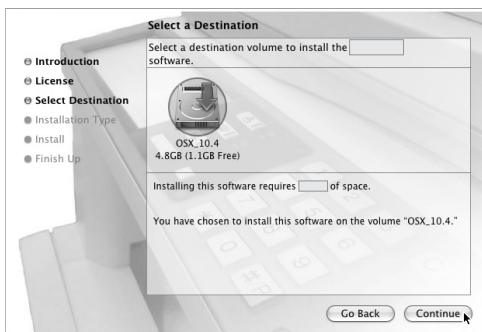 Select a Destination
Select a destination volume to install the
software.
Introduction
License
Select Destination
Installation Type
Install
Finish Up
OSX_10.4
4.8GB (1.1GB Free)
Installing this software requires of space.
You have chosen to install this software on the volume “OSX_10.4.”
Go Back
Continue